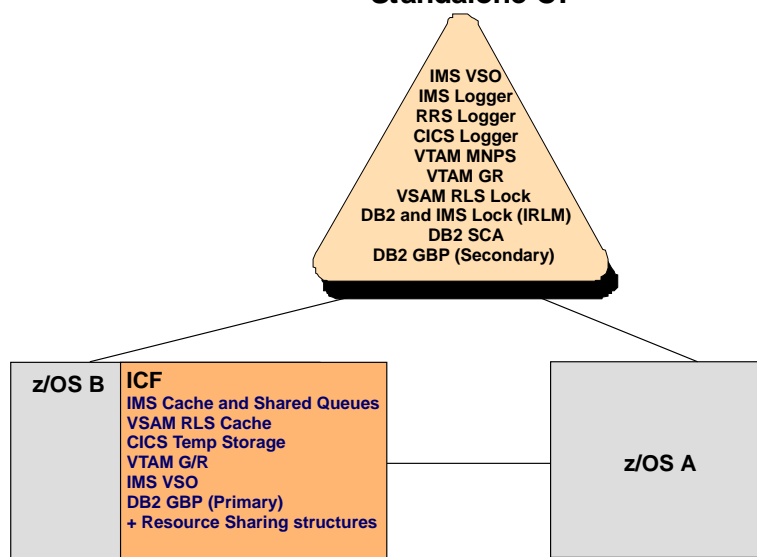 IMS VSO
IMS Logger
RRS Logger
CICS Logger
VTAM MNPS
VTAM GR
VSAM RLS Lock
DB2 and IMS Lock (IRLM)
DB2 SCA
DB2 GBP (Secondary)
z/OS B
ICF
IMS Cache and Shared Queues
VSAM RLS Cache
CICS Temp Storage
VTAM G/R
IMS VSO
DB2 GBP (Primary)
+ Resource Sharing structures
z/OS A